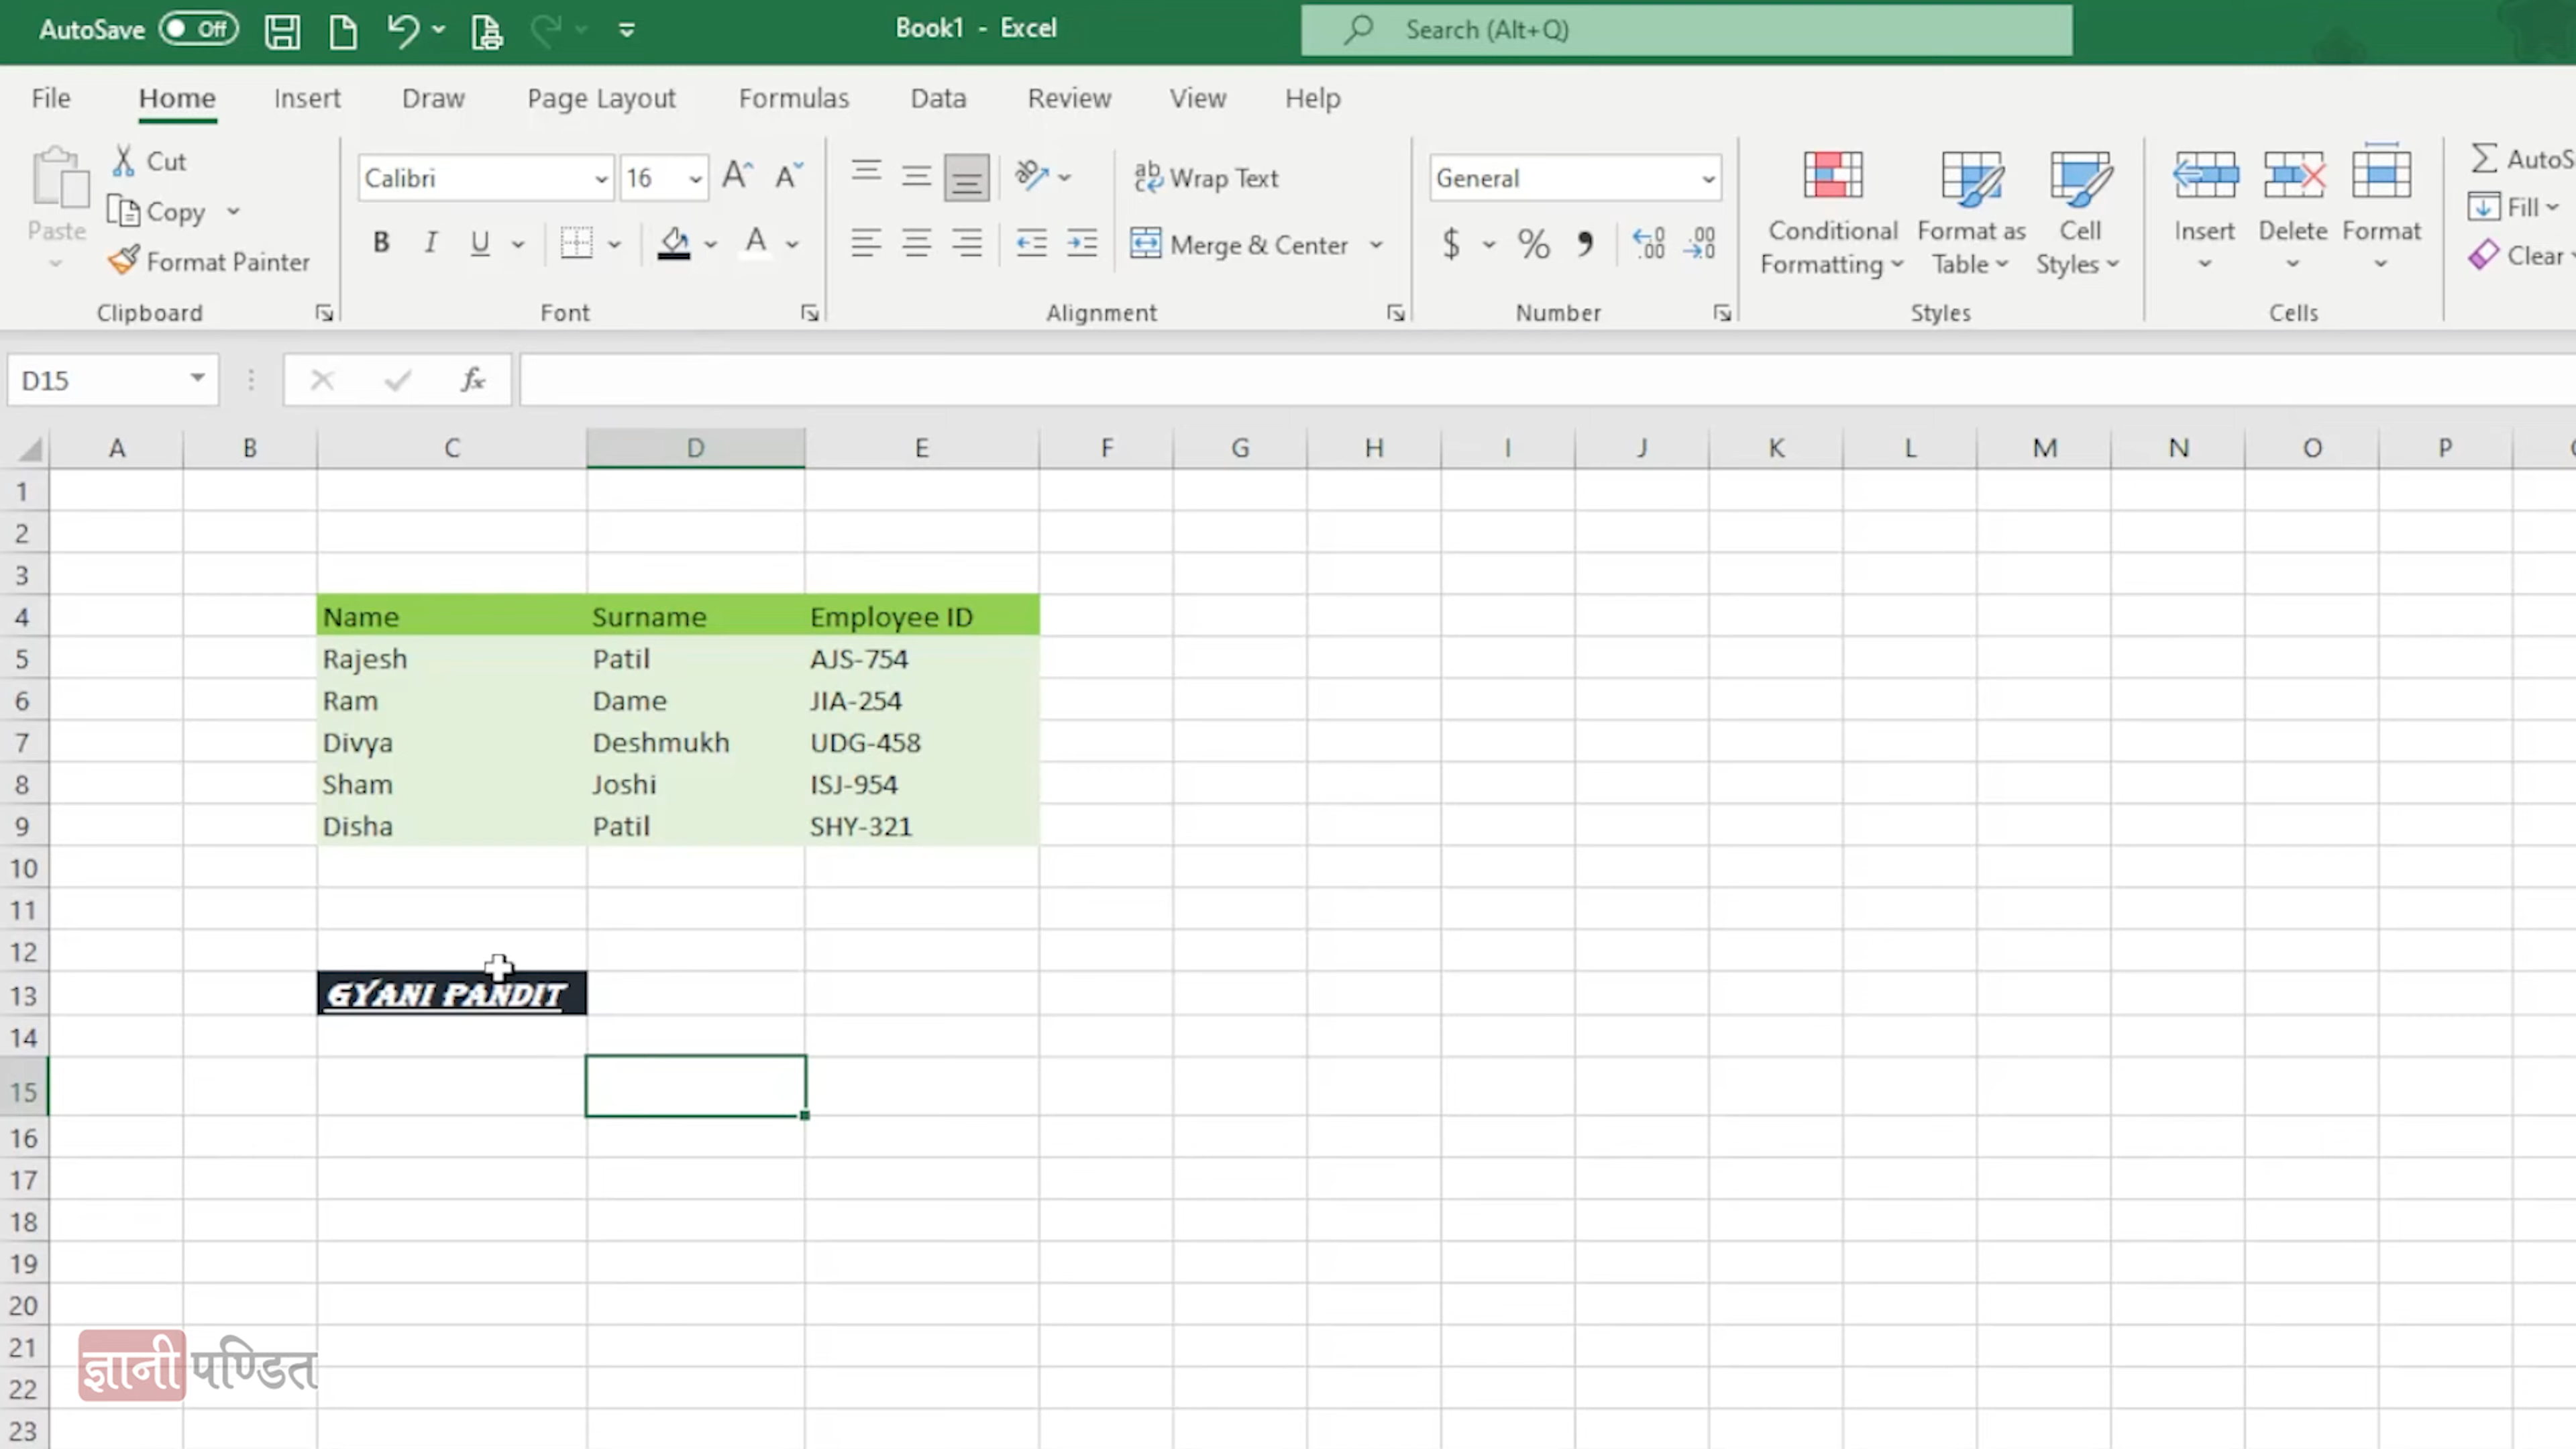 AutoSave Off Book1 - Excel Search (Alt+Q)
File Home Insert Draw Page Layout Formulas Data Review View Help
Paste Cut Copy Format Painter Clipboard
Calibri 16 A A B I U A Font
ab Wrap Text Merge & Center Alignment
General $ % , .00 .00 Number
Conditional Formatting Format as Table Cell Styles Styles
Insert Delete Format Cells
Fill Clear
D15 fx
A B C D E F G H I J K L M N O P
1
2
3
4 Name Surname Employee ID
5 Rajesh Patil AJS-754
6 Ram Dame JIA-254
7 Divya Deshmukh UDG-458
8 Sham Joshi ISJ-954
9 Disha Patil SHY-321
10
11
12
13 GYANI PANDIT
14
15
16
17
18
19
20
21
22
23
ज्ञानी पण्डित